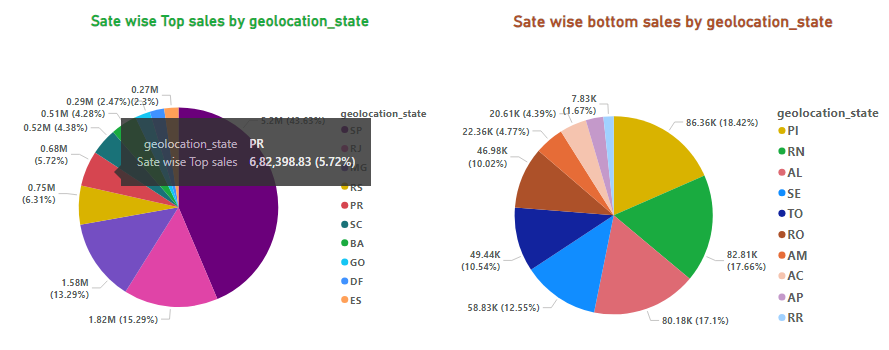 Sate wise Top sales by geolocation_state
0.27M
(2.3%)
0.29M (2.47%)
0.51M (4.28%)
0.52M (4.38%)
0.68M
(5.72%)
0.75M
(6.31%)
1.58M
(13.29%)
1.82M (15.29%)
5.2M (43.63%)
geolocation_state PR
Sate wise Top sales 6,82,398.83 (5.72%)
geolocation_state
SP
RJ
MG
RS
PR
SC
BA
GO
DF
ES
Sate wise bottom sales by geolocation_state
7.83K
(1.67%)
20.61K (4.39%)
22.36K (4.77%)
46.98K
(10.02%)
49.44K
(10.54%)
58.83K (12.55%)
80.18K (17.1%)
82.81K
(17.66%)
86.36K (18.42%)
geolocation_state
PI
RN
AL
SE
TO
RO
AM
AC
AP
RR